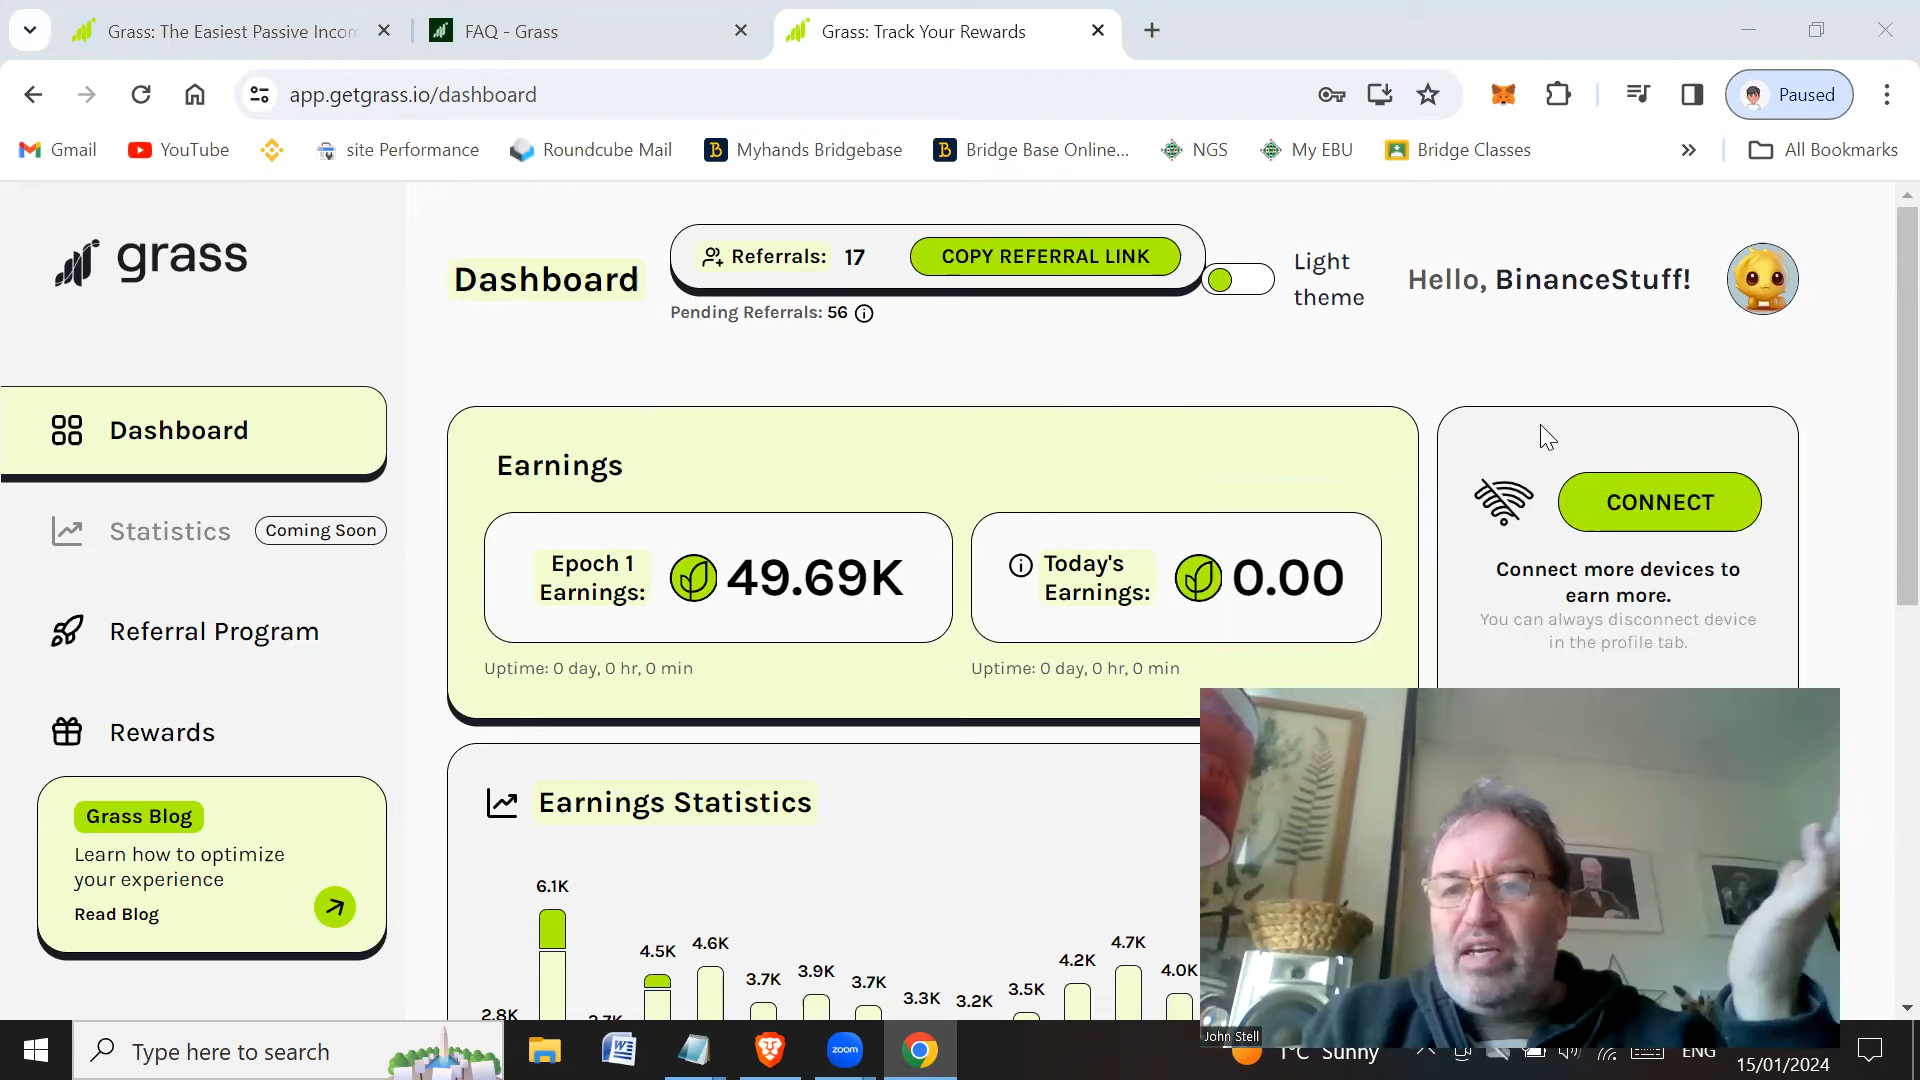 Grass: The Easiest Passive Incom
FAQ - Grass
Grass: Track Your Rewards
app.getgrass.io/dashboard
Paused
Gmail
YouTube
site Performance
Roundcube Mail
Myhands Bridgebase
Bridge Base Online...
NGS
My EBU
Bridge Classes
All Bookmarks
grass
Dashboard
Referrals: 17
COPY REFERRAL LINK
Pending Referrals: 56
Light
theme
Hello, BinanceStuff!
Dashboard
Statistics
Coming Soon
Referral Program
Rewards
Grass Blog
Learn how to optimize
your experience
Read Blog
Earnings
Epoch 1
Earnings:
49.69K
Uptime: 0 day, 0 hr, 0 min
Today's
Earnings:
0.00
Uptime: 0 day, 0 hr, 0 min
CONNECT
Connect more devices to
earn more.
You can always disconnect device
in the profile tab.
Earnings Statistics
2.8K
6.1K
4.5K
4.6K
3.7K
3.9K
3.7K
3.3K
3.2K
3.5K
4.2K
4.7K
4.0K
John Stell
Type here to search
zoom
1°C Sunny
ENG
15/01/2024